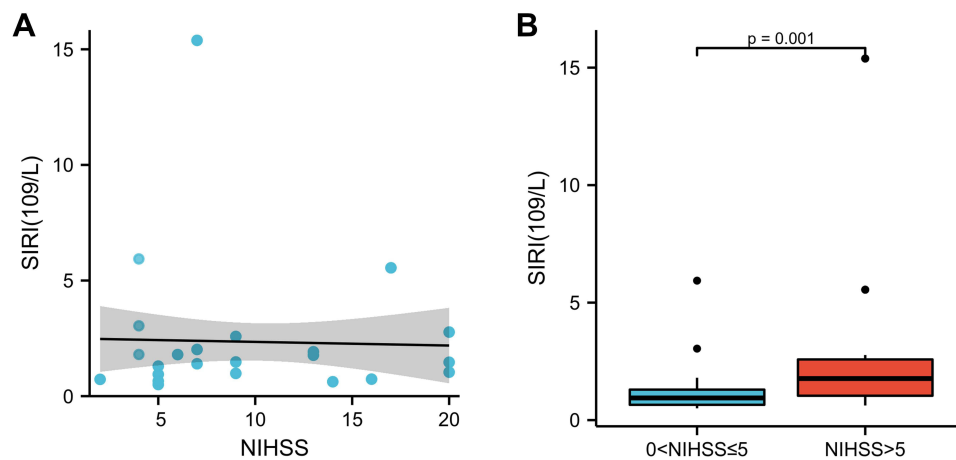 A
15
10
5
0
SIRI(109/L)
5
10
15
20
NIHSS
B
p = 0.001
15
10
5
0
SIRI(109/L)
0<NIHSS≤5
NIHSS>5